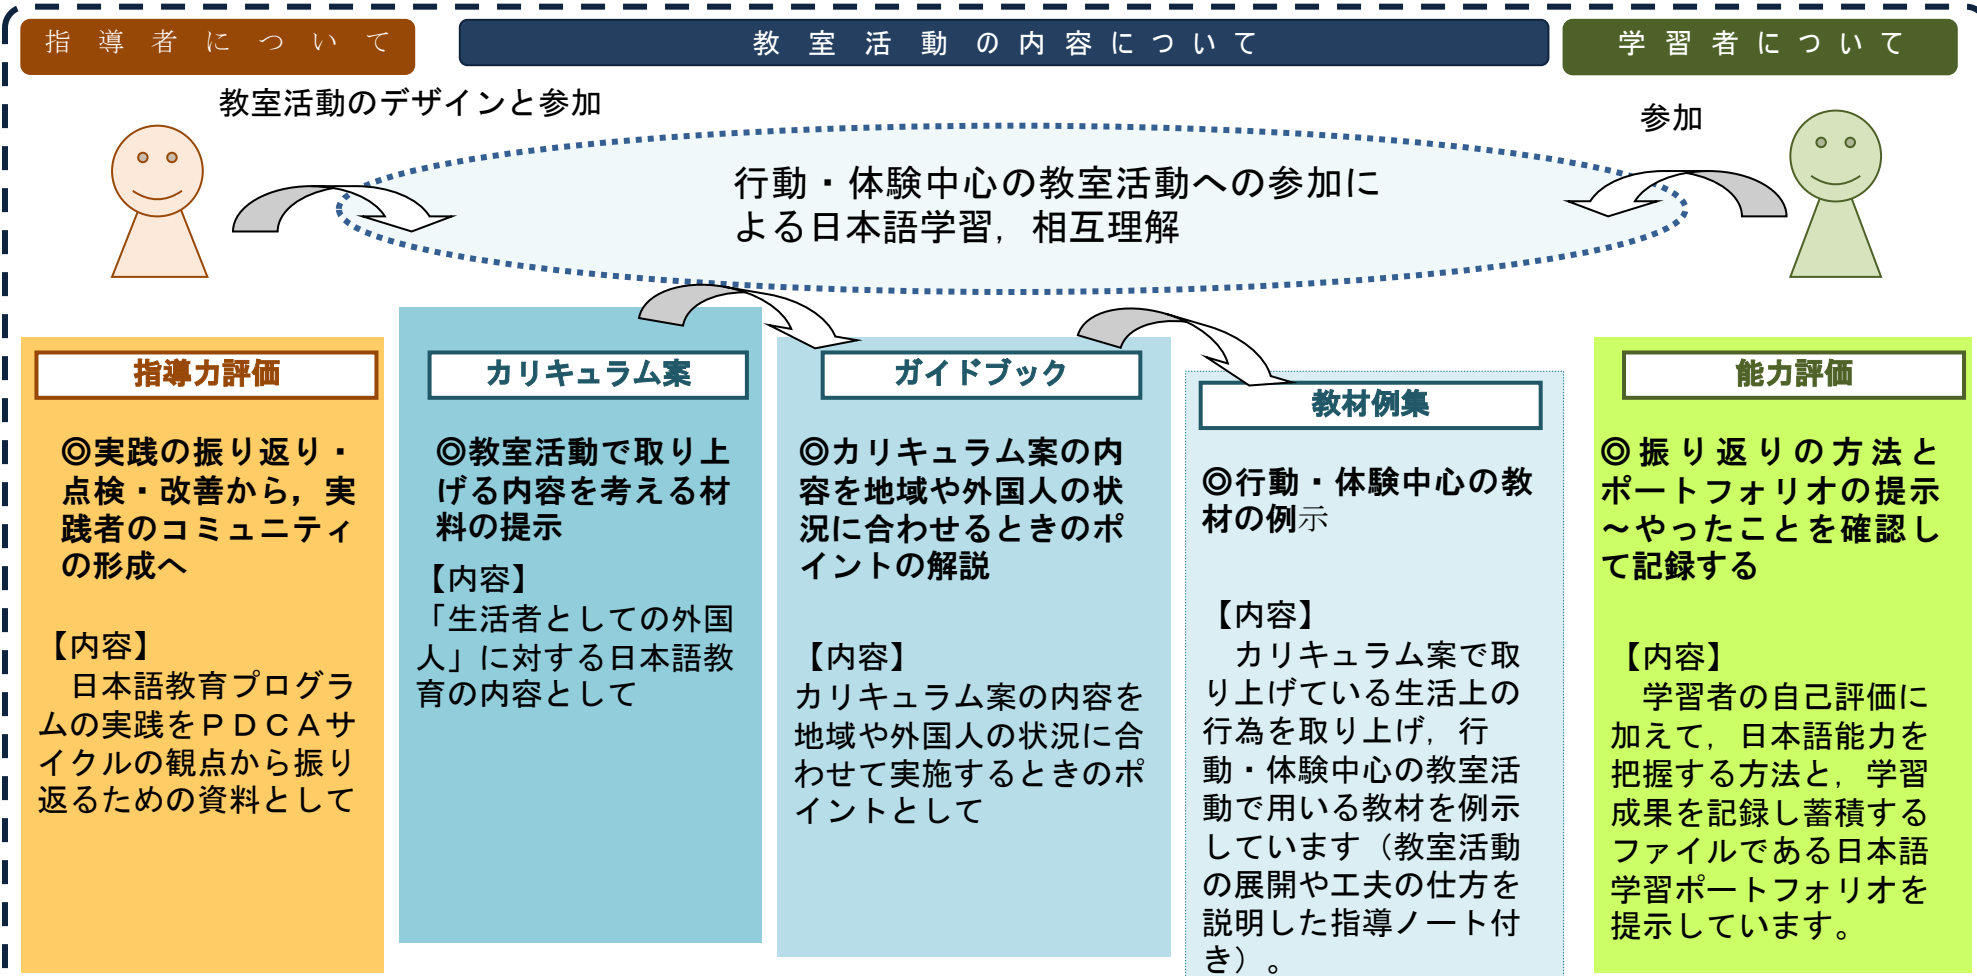 指導者について
教室活動の内容について
学習者について
教室活動のデザインと参加
参加
行動・体験中心の教室活動への参加に
よる日本語学習，相互理解
指導力評価
◎実践の振り返り・
点検・改善から，実
践者のコミュニティ
の形成へ
【内容】
　日本語教育プログラ
ムの実践をＰＤＣＡサ
イクルの観点から振り
返るための資料として
カリキュラム案
◎教室活動で取り上
げる内容を考える材
料の提示
【内容】
「生活者としての外国
人」に対する日本語教
育の内容として
ガイドブック
◎カリキュラム案の内
容を地域や外国人の状
況に合わせるときのポ
イントの解説
【内容】
カリキュラム案の内容を
地域や外国人の状況に合
わせて実施するときのポ
イントとして
教材例集
◎行動・体験中心の教
材の例示
【内容】
　カリキュラム案で取
り上げている生活上の
行為を取り上げ，行
動・体験中心の教室活
動で用いる教材を例示
しています（教室活動
の展開や工夫の仕方を
説明した指導ノート付
き）。
能力評価
◎振り返りの方法と
ポートフォリオの提示
～やったことを確認し
て記録する
【内容】
　学習者の自己評価に
加えて，日本語能力を
把握する方法と，学習
成果を記録し蓄積する
ファイルである日本語
学習ポートフォリオを
提示しています。